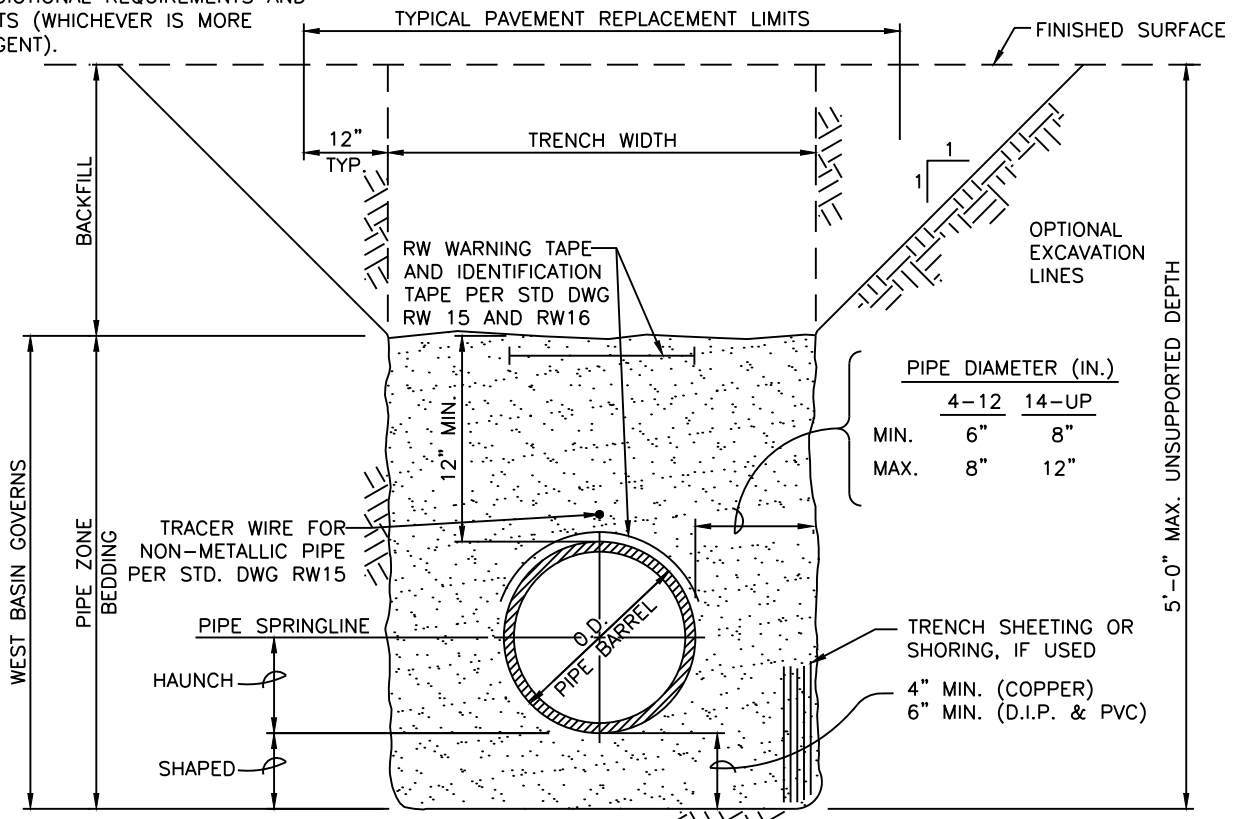 DICTIONAL REQUIREMENTS AND
TS (WHICHEVER IS MORE
GENT).
TYPICAL PAVEMENT REPLACEMENT LIMITS
FINISHED SURFACE
12"
TYP.
TRENCH WIDTH
1
1
BACKFILL
RW WARNING TAPE
AND IDENTIFICATION
TAPE PER STD DWG
RW 15 AND RW16
OPTIONAL
EXCAVATION
LINES
5'-0" MAX. UNSUPPORTED DEPTH
PIPE DIAMETER (IN.)
4-12 14-UP
MIN. 6" 8"
MAX. 8" 12"
12" MIN.
WEST BASIN GOVERNS
PIPE ZONE
BEDDING
TRACER WIRE FOR
NON-METALLIC PIPE
PER STD. DWG RW15
PIPE SPRINGLINE
O.D.
PIPE BARREL
HAUNCH
SHAPED
TRENCH SHEETING OR
SHORING, IF USED
4" MIN. (COPPER)
6" MIN. (D.I.P. & PVC)